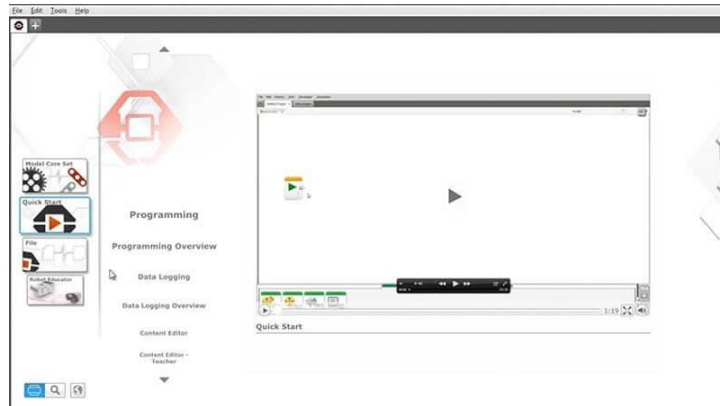 File Edit Tools Help
Model Core Set
Quick Start
File
Robot Educator
Programming
Programming Overview
Data Logging
Data Logging Overview
Content Editor
Content Editor -
Teacher
1:19
Quick Start